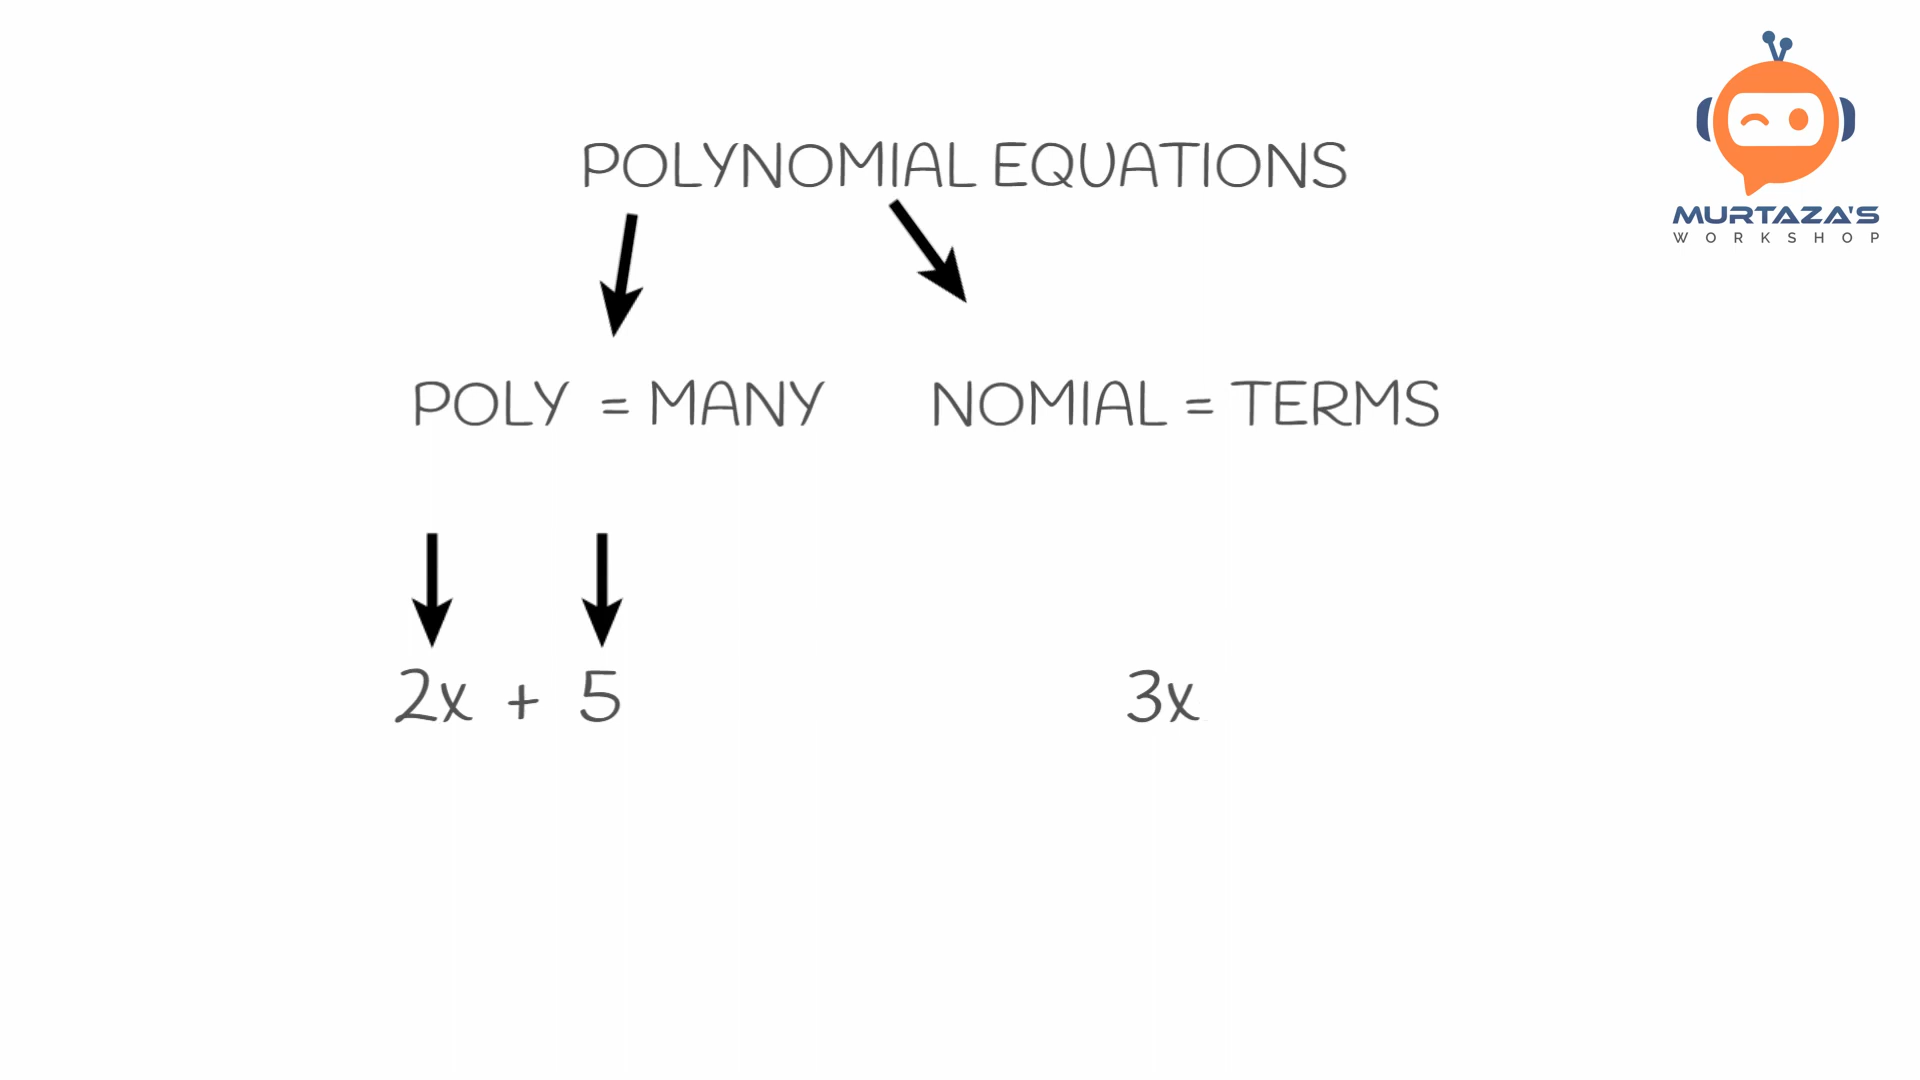 POLYNOMIAL EQUATIONS
MURTAZA'S
WORKSHOP
POLY = MANY NOMIAL = TERMS
2x + 5 3x